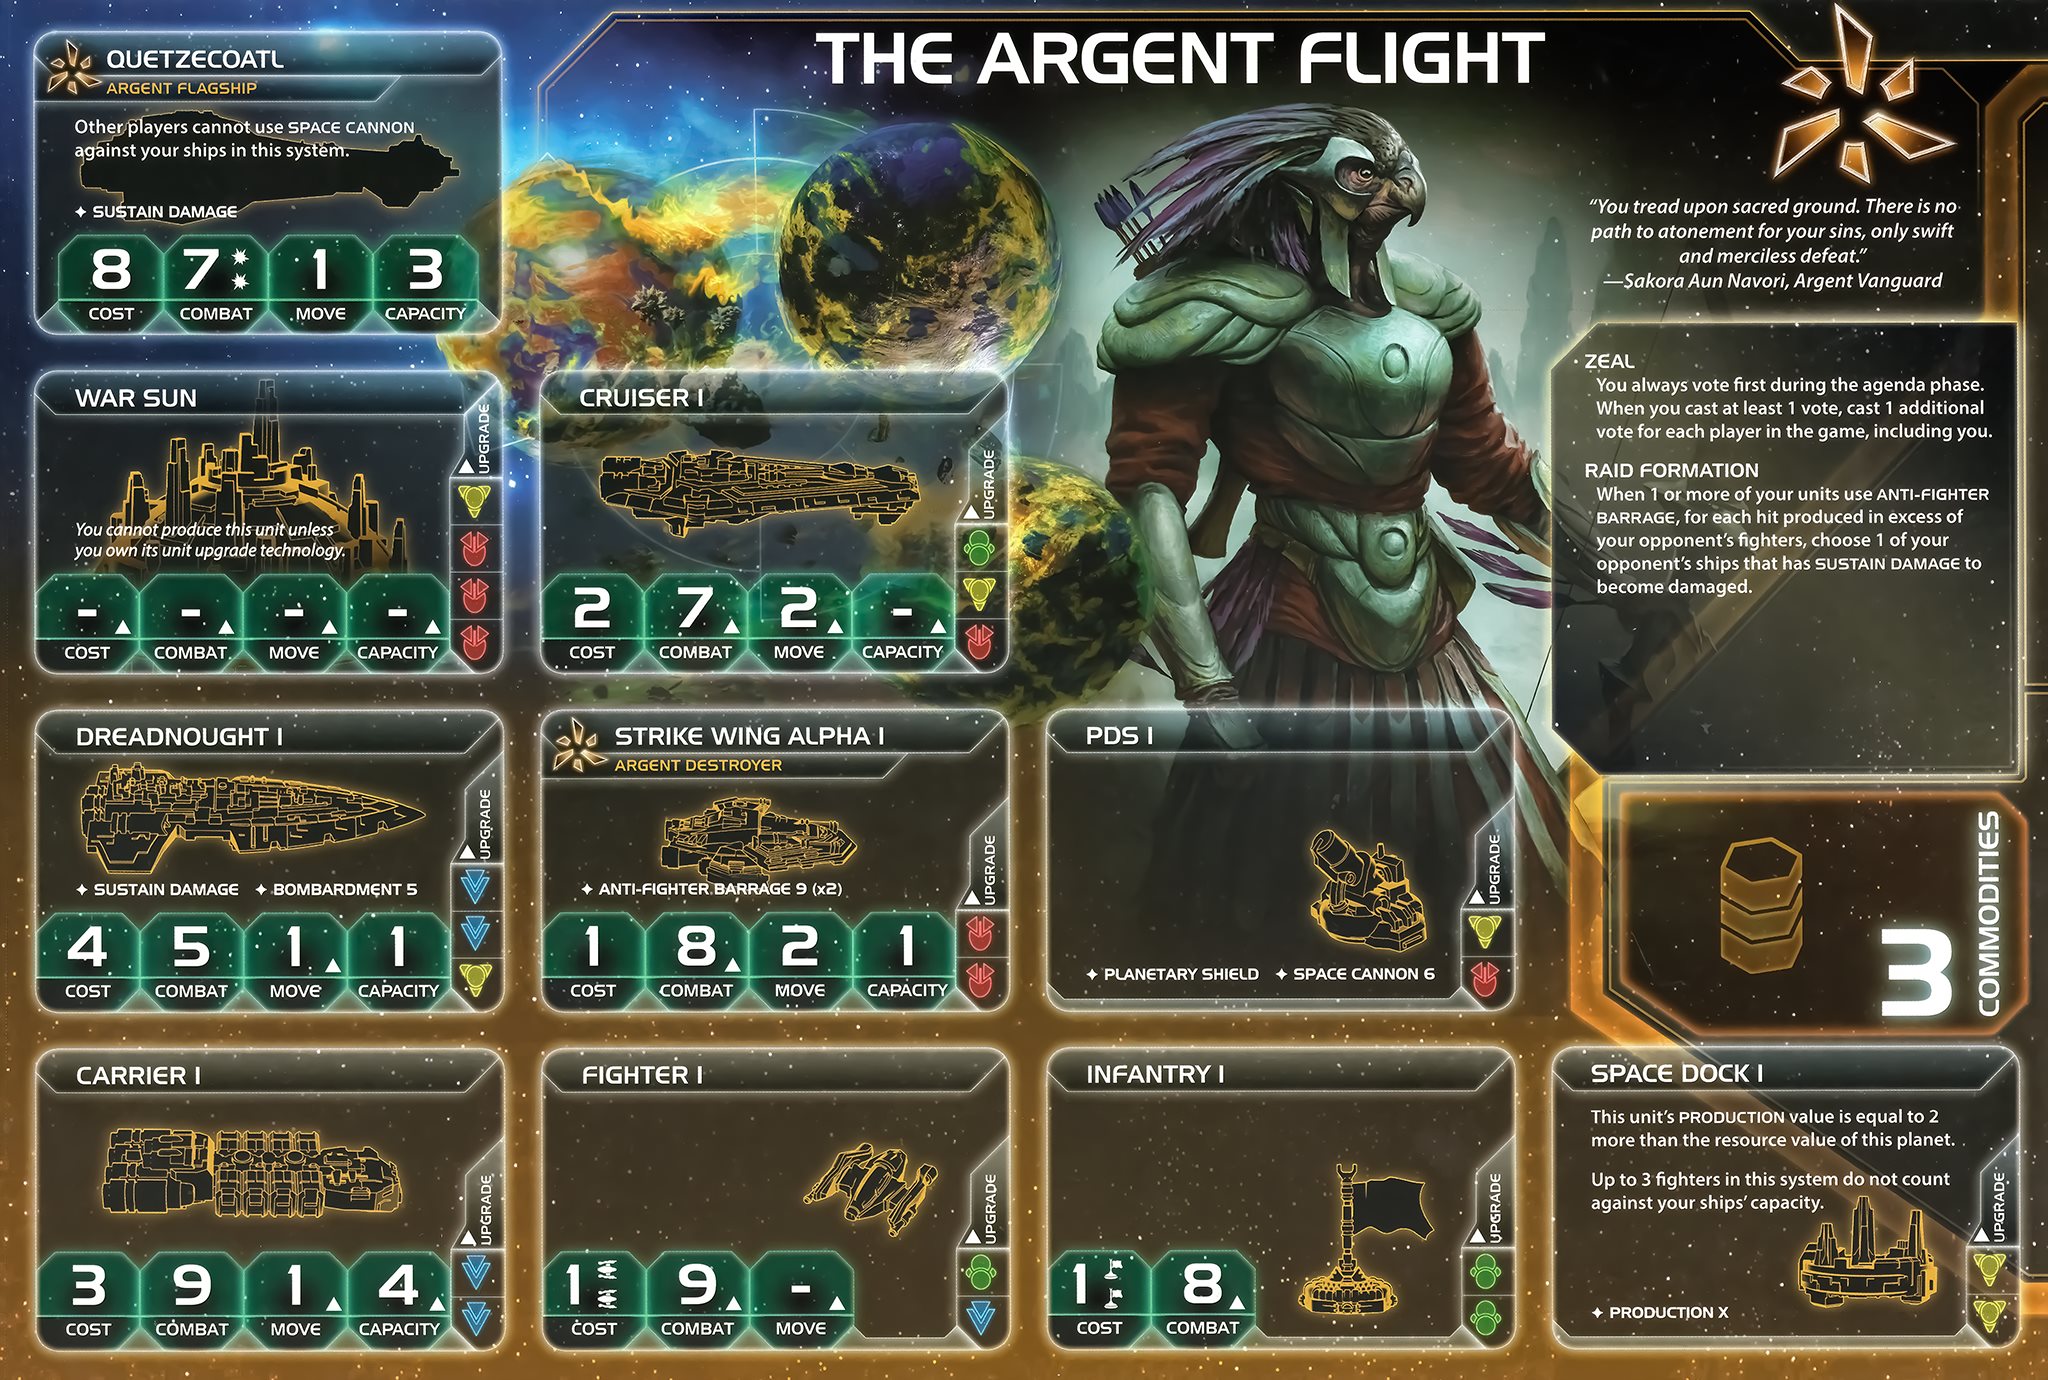 THE ARGENT FLIGHT
QUETZECOATL
ARGENT FLAGSHIP
Other players cannot use SPACE CANNON
against your ships in this system.
✦ SUSTAIN DAMAGE
8 7 1 3
COST COMBAT MOVE CAPACITY
“You tread upon sacred ground. There is no
path to atonement for your sins, only swift
and merciless defeat.”
—Sakora Aun Navori, Argent Vanguard
ZEAL
You always vote first during the agenda phase.
When you cast at least 1 vote, cast 1 additional
vote for each player in the game, including you.
RAID FORMATION
When 1 or more of your units use ANTI-FIGHTER
BARRAGE, for each hit produced in excess of
your opponent’s fighters, choose 1 of your
opponent’s ships that has SUSTAIN DAMAGE to
become damaged.
WAR SUN
You cannot produce this unit unless
you own its unit upgrade technology.
- - - -
COST COMBAT MOVE CAPACITY
UPGRADE
CRUISER I
2 7 2 -
COST COMBAT MOVE CAPACITY
UPGRADE
DREADNOUGHT I
✦ SUSTAIN DAMAGE ✦ BOMBARDMENT 5
4 5 1 1
COST COMBAT MOVE CAPACITY
UPGRADE
STRIKE WING ALPHA I
ARGENT DESTROYER
✦ ANTI-FIGHTER BARRAGE 9 (x2)
1 8 2 1
COST COMBAT MOVE CAPACITY
UPGRADE
PDS I
✦ PLANETARY SHIELD ✦ SPACE CANNON 6
UPGRADE
3
COMMODITIES
CARRIER I
3 9 1 4
COST COMBAT MOVE CAPACITY
UPGRADE
FIGHTER I
1 9 -
COST COMBAT MOVE
UPGRADE
INFANTRY I
1 8
COST COMBAT
UPGRADE
SPACE DOCK I
This unit’s PRODUCTION value is equal to 2
more than the resource value of this planet.
Up to 3 fighters in this system do not count
against your ships’ capacity.
✦ PRODUCTION X
UPGRADE